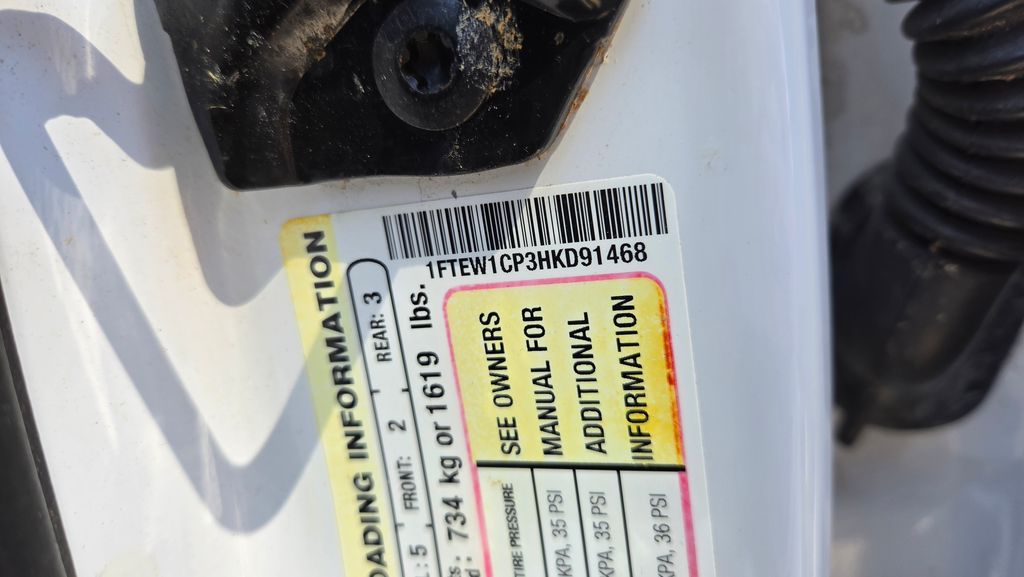 1FTEW1CP3HKD91468
OADING INFORMATION
: 5 FRONT: 2 REAR: 3
734 kg or 1619 lbs.
SEE OWNERS
MANUAL FOR
ADDITIONAL
INFORMATION
TIRE PRESSURE
KPA, 35 PSI
KPA, 35 PSI
KPA, 36 PSI